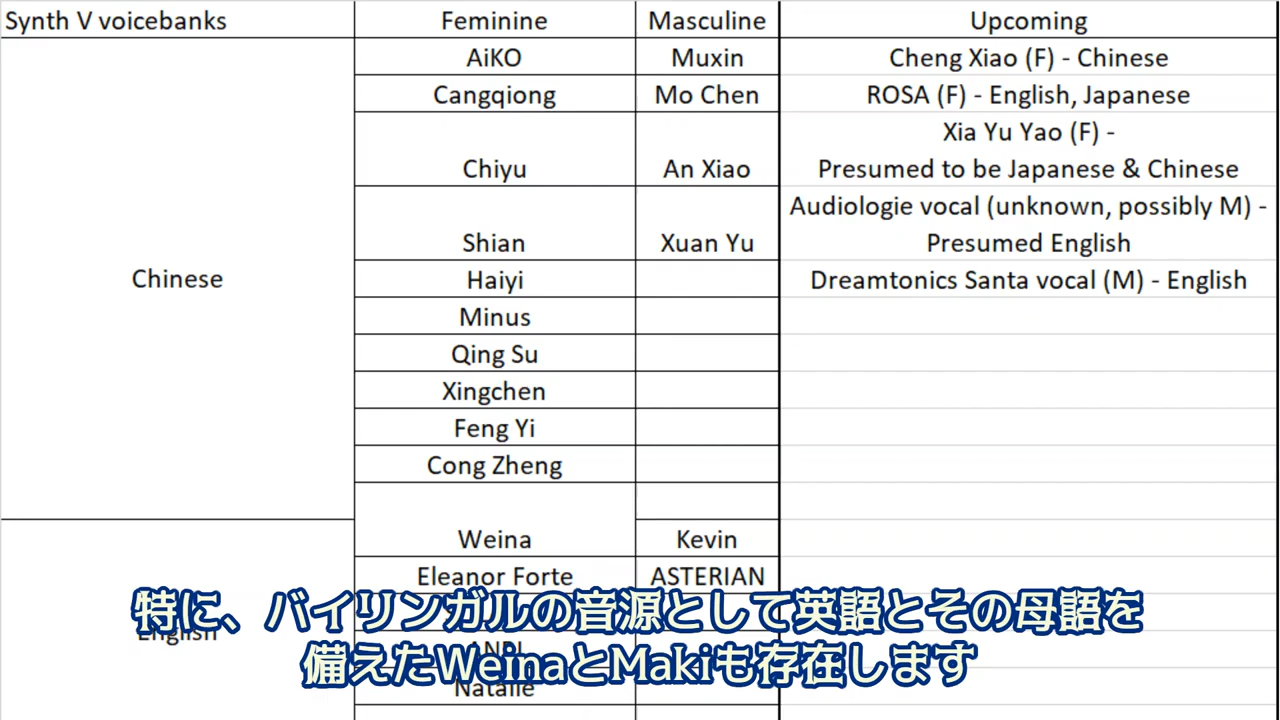 Synth V voicebanks Feminine Masculine Upcoming
AiKO Muxin Cheng Xiao (F) - Chinese
Cangqiong Mo Chen ROSA (F) - English, Japanese
Xia Yu Yao (F) -
Chiyu An Xiao Presumed to be Japanese & Chinese
Audiologie vocal (unknown, possibly M) -
Shian Xuan Yu Presumed English
Chinese Haiyi Dreamtonics Santa vocal (M) - English
Minus
Qing Su
Xingchen
Feng Yi
Cong Zheng
Weina Kevin
Eleanor Forte ASTERIAN
特に、バイリンガルの音源として英語とその母語を
English
備えたWeinaとMakiも存在します
Natalie